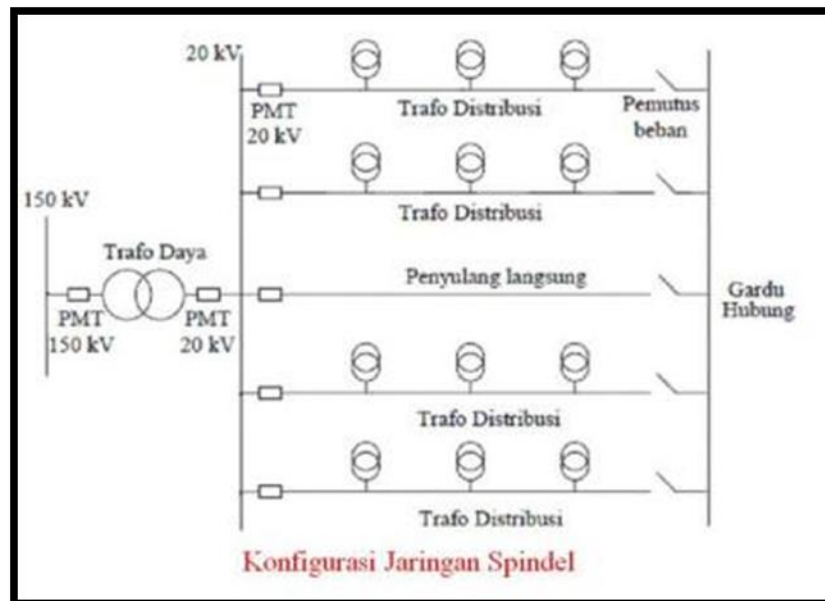 20 kV
PMT
20 kV
Trafo Distribusi
Pemutus
beban
Trafo Distribusi
150 kV
Trafo Daya
PMT
150 kV
PMT
20 kV
Penyulang langsung
Gardu
Hubung
Trafo Distribusi
Trafo Distribusi
Konfigurasi Jaringan Spindel